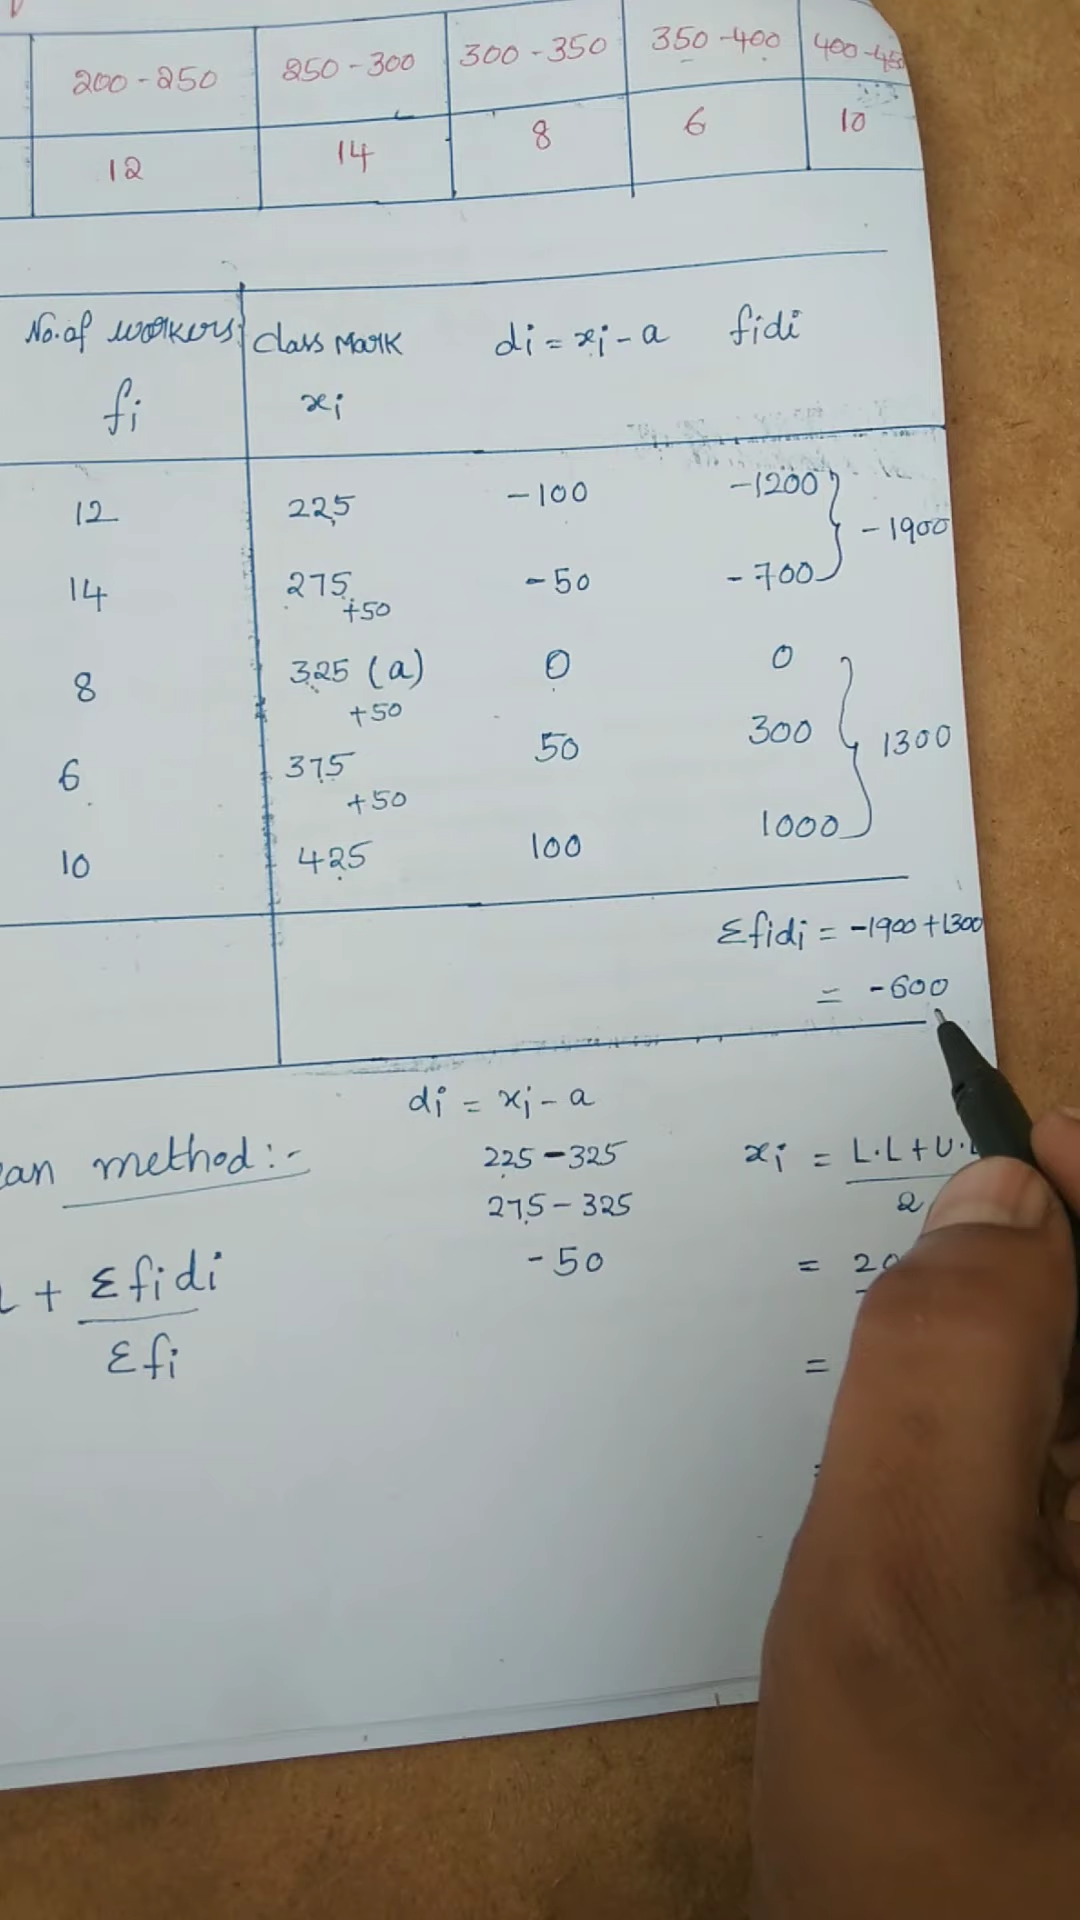 200-250 250-300 300-350 350-400 400-450
12 14 8 6 10
No. of workers class Mark di = xi - a fidi
fi xi
12 225 -100 -1200
-1900
14 275 -50 -700
+50
8 325 (a) 0 0
+50
6 375 50 300
1300
+50
10 425 100 1000
Σfidi = -1900+1300
= -600
di = xi - a
method:-
225-325 xi = L.L + U.
275-325 2
-50 =
+ Σfidi
Σfi
=